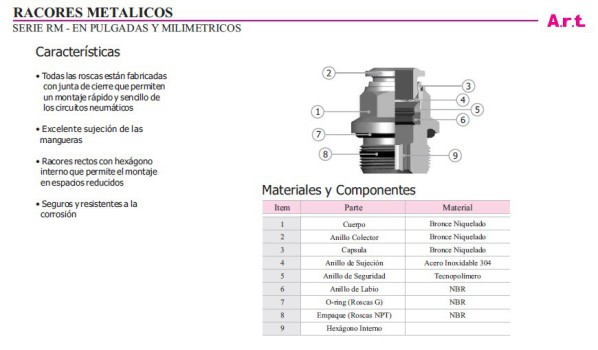 RACORES METALICOS
SERIE RM - EN PULGADAS Y MILIMETRICOS
A.r.t.
Características
• Todas las roscas están fabricadas
con junta de cierre que permiten
un montaje rápido y sencillo de
los circuitos neumáticos
• Excelente sujeción de las
mangueras
• Racores rectos con hexágono
interno que permite el montaje
en espacios reducidos
• Seguros y resistentes a la
corrosión
2
3
4
1
5
6
7
8
9
Materiales y Componentes
Item Parte Material
1 Cuerpo Bronce Niquelado
2 Anillo Colector Bronce Niquelado
3 Capsula Bronce Niquelado
4 Anillo de Sujeción Acero Inoxidable 304
5 Anillo de Seguridad Tecnopolímero
6 Anillo de Labio NBR
7 O-ring (Roscas G) NBR
8 Empaque (Roscas NPT) NBR
9 Hexágono Interno